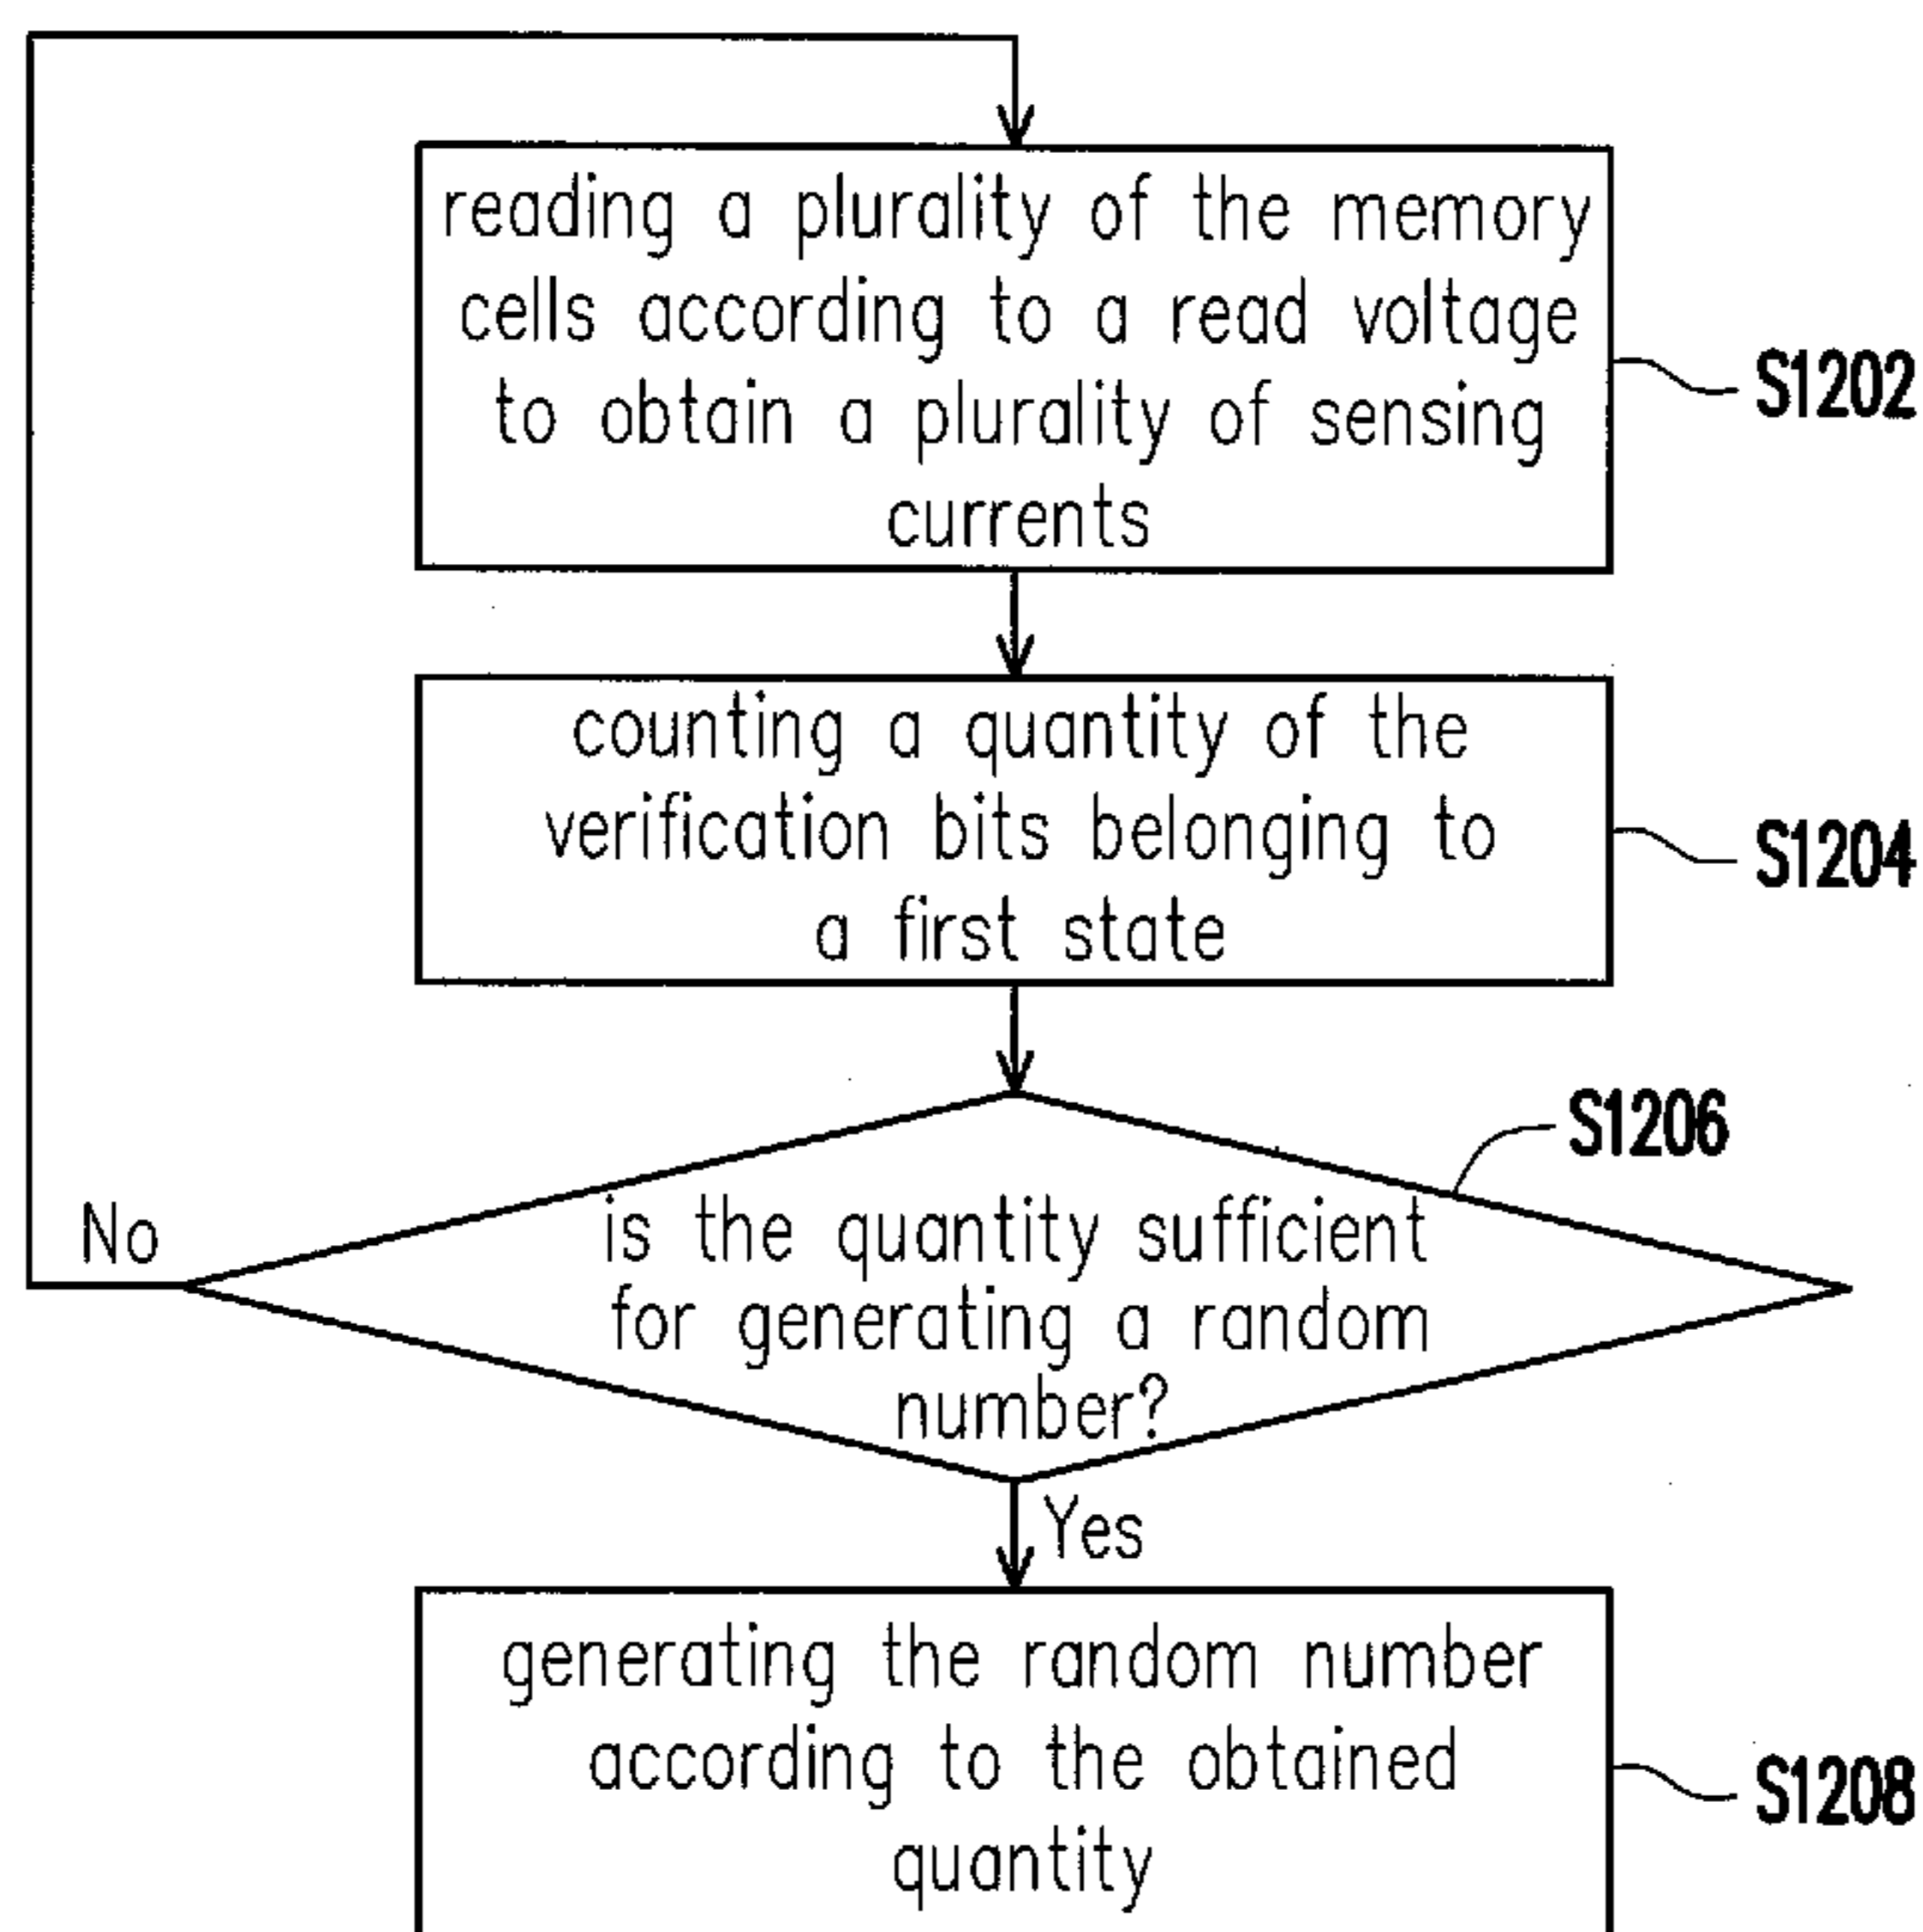 reading a plurality of the memory
cells according to a read voltage
to obtain a plurality of sensing
currents
S1202
counting a quantity of the
verification bits belonging to
a first state
S1204
S1206
is the quantity sufficient
for generating a random
number?
No
Yes
generating the random number
according to the obtained
quantity
S1208